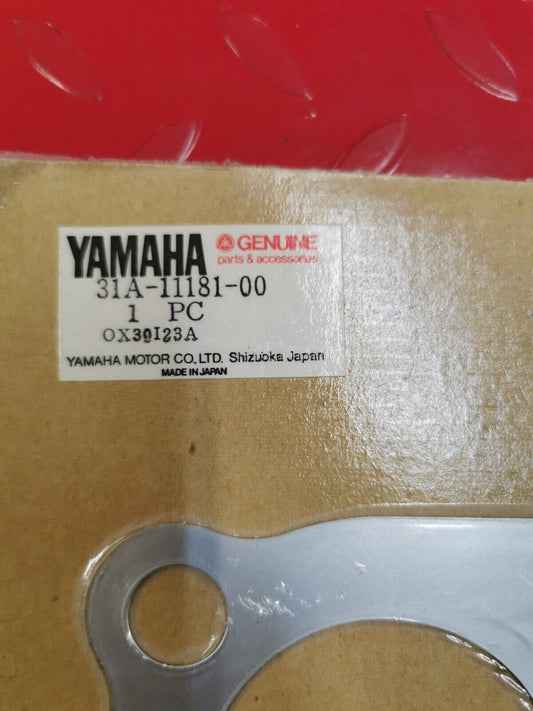 YAMAHA GENUINE
parts & accessories
31A-11181-00
1 PC
OX30I23A
YAMAHA MOTOR CO., LTD. Shizuoka Japan
MADE IN JAPAN